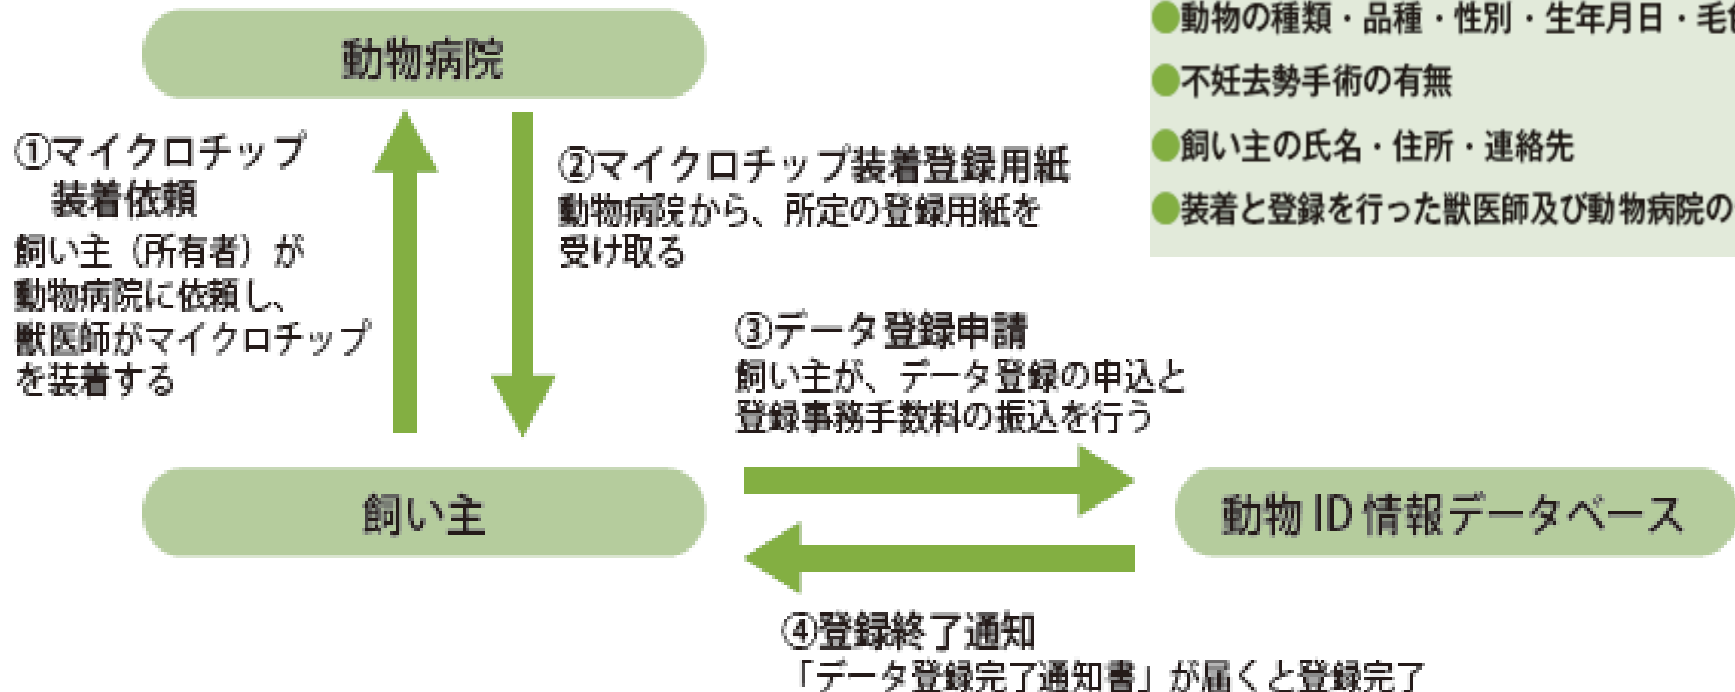 動物病院
①マイクロチップ
装着依頼
飼い主（所有者）が
動物病院に依頼し、
獣医師がマイクロチップ
を装着する
②マイクロチップ装着登録用紙
動物病院から、所定の登録用紙を
受け取る
●動物の種類・品種・性別・生年月日・毛色
●不妊去勢手術の有無
●飼い主の氏名・住所・連絡先
●装着と登録を行った獣医師及び動物病院の
③データ登録申請
飼い主が、データ登録の申込と
登録事務手数料の振込を行う
飼い主
動物 ID 情報データベース
④登録終了通知
「データ登録完了通知書」が届くと登録完了